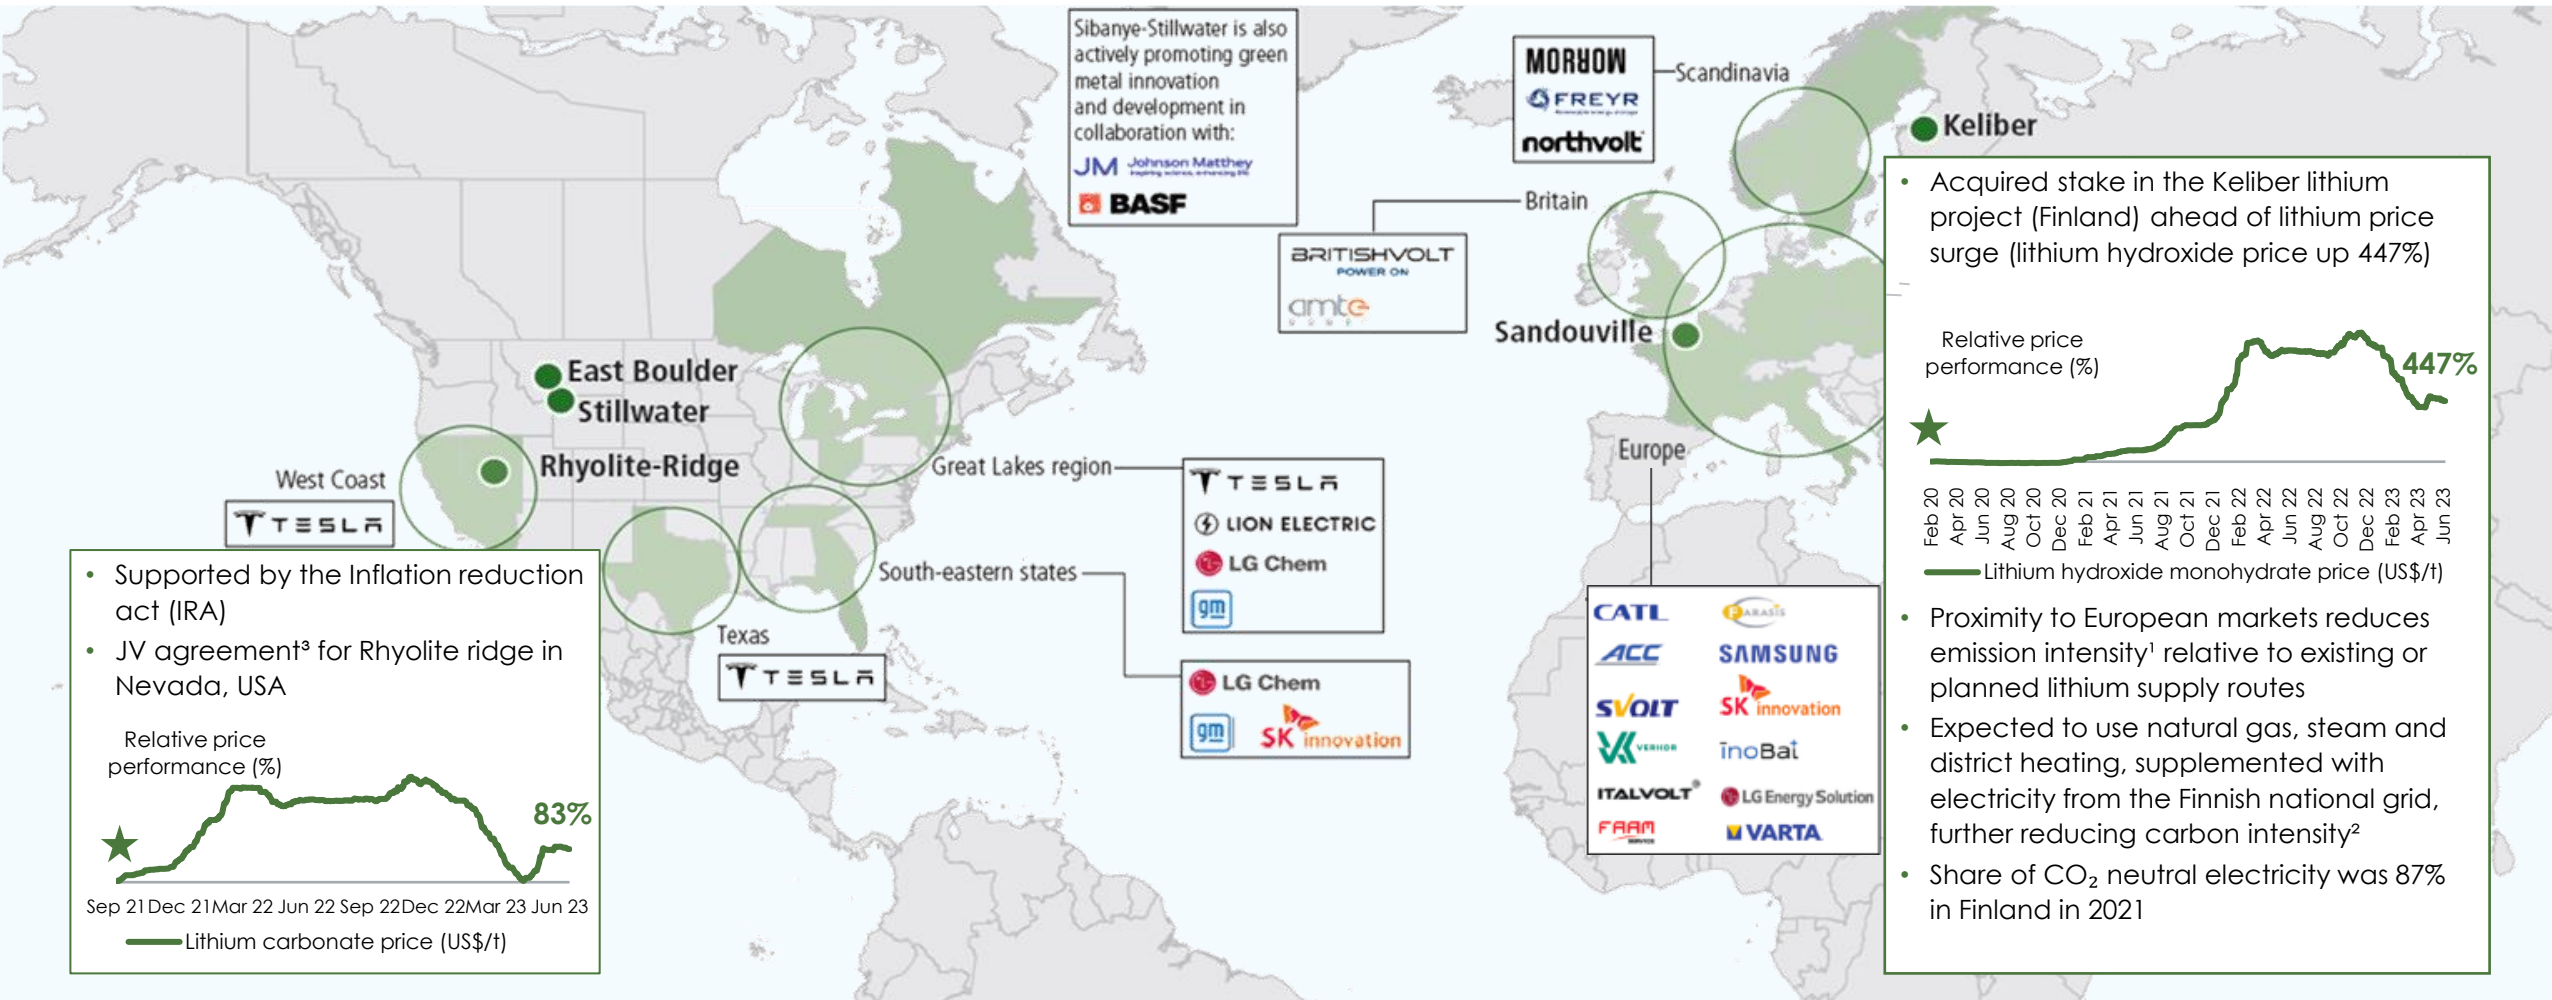 Sibanye-Stillwater is also
actively promoting green
metal innovation
and development in
collaboration with:
JM Johnson Matthey
Inspiring science, enhancing life
BASF
MORROW
FREYR
northvolt
Scandinavia
Keliber
Britain
BRITISHVOLT
POWER ON
amte
Sandouville
Europe
CATL
FARASIS
ACC
SAMSUNG
SVOLT
SK innovation
VERKOR
inoBat
ITALVOLT®
LG Energy Solution
FAAM
VARTA
East Boulder
Stillwater
Rhyolite-Ridge
West Coast
TESLA
Great Lakes region
TESLA
LION ELECTRIC
LG Chem
gm
South-eastern states
LG Chem
gm
SK innovation
Texas
TESLA
• Supported by the Inflation reduction
act (IRA)
• JV agreement³ for Rhyolite ridge in
Nevada, USA
Relative price
performance (%)
83%
Sep 21 Dec 21 Mar 22 Jun 22 Sep 22 Dec 22 Mar 23 Jun 23
Lithium carbonate price (US$/t)
• Acquired stake in the Keliber lithium
project (Finland) ahead of lithium price
surge (lithium hydroxide price up 447%)
Relative price
performance (%)
447%
Feb 20 Apr 20 Jun 20 Aug 20 Oct 20 Dec 20 Feb 21 Apr 21 Jun 21 Aug 21 Oct 21 Dec 21 Feb 22 Apr 22 Jun 22 Aug 22 Oct 22 Dec 22 Feb 23 Apr 23 Jun 23
Lithium hydroxide monohydrate price (US$/t)
• Proximity to European markets reduces
emission intensity¹ relative to existing or
planned lithium supply routes
• Expected to use natural gas, steam and
district heating, supplemented with
electricity from the Finnish national grid,
further reducing carbon intensity²
• Share of CO₂ neutral electricity was 87%
in Finland in 2021